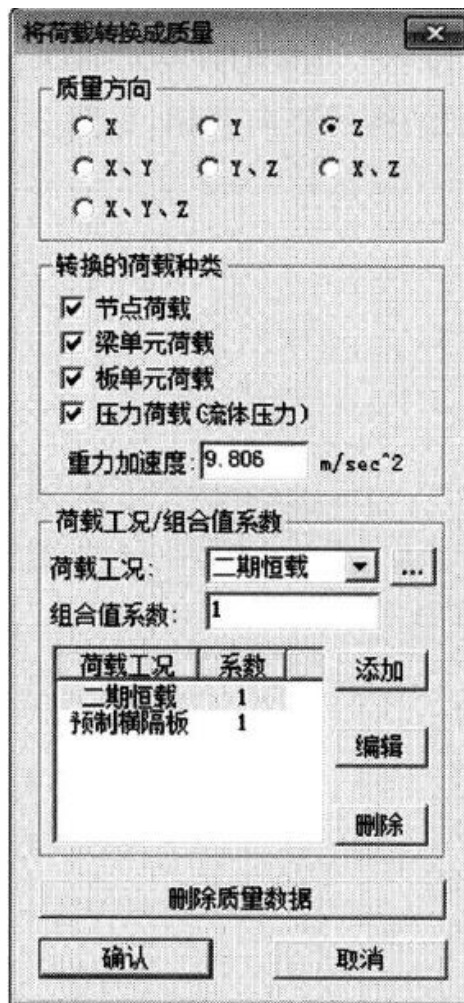 将荷载转换成质量
质量方向
X Y Z
X、Y Y、Z X、Z
X、Y、Z
转换的荷载种类
节点荷载
梁单元荷载
板单元荷载
压力荷载(流体压力)
重力加速度: 9.806 m/sec^2
荷载工况/组合值系数
荷载工况: 二期恒载 ...
组合值系数: 1
荷载工况 系数 添加
二期恒载 1
预制横隔板 1
编辑
删除
删除质量数据
确认 取消